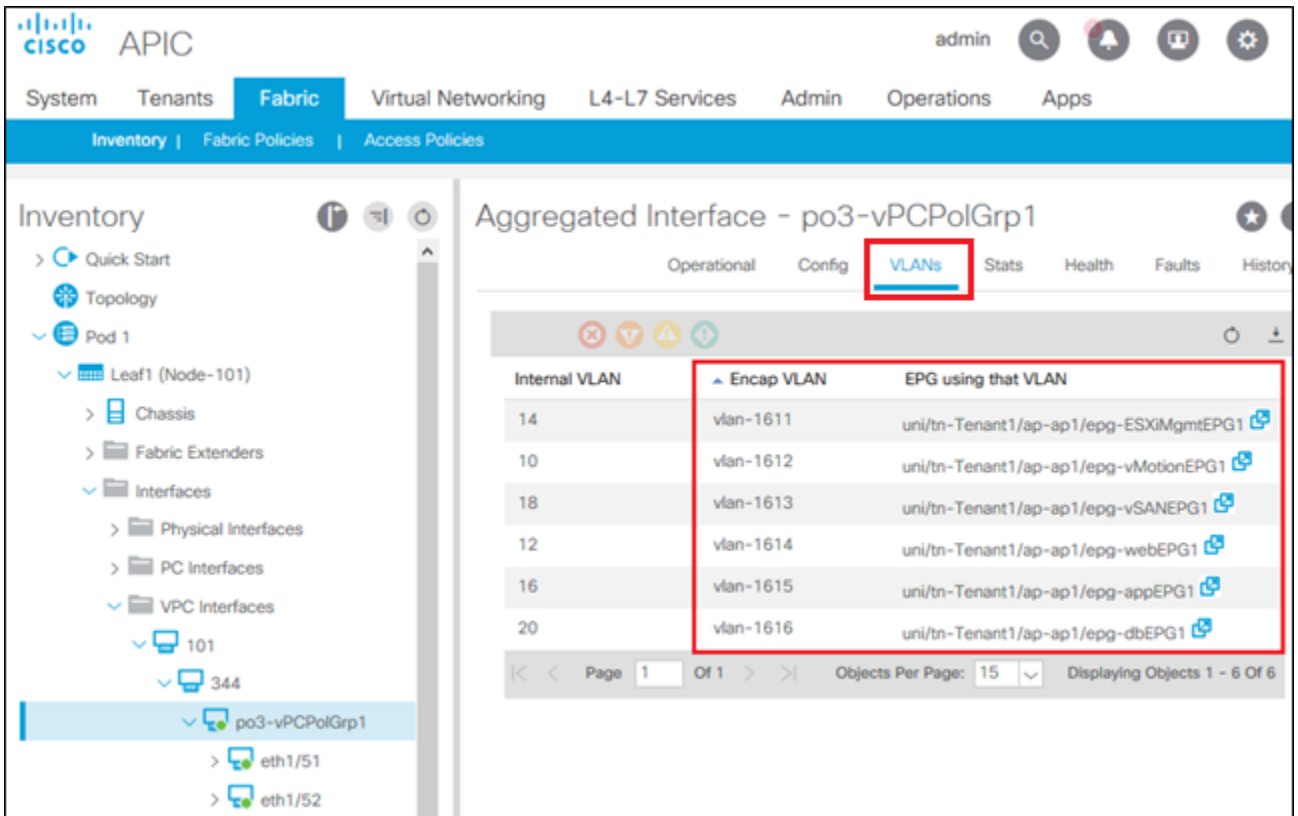 CISCO APIC admin
System Tenants Fabric Virtual Networking L4-L7 Services Admin Operations Apps
Inventory | Fabric Policies | Access Policies
Inventory
Quick Start
Topology
Pod 1
Leaf1 (Node-101)
Chassis
Fabric Extenders
Interfaces
Physical Interfaces
PC Interfaces
VPC Interfaces
101
344
po3-vPCPolGrp1
eth1/51
eth1/52
Aggregated Interface - po3-vPCPolGrp1
Operational Config VLANs Stats Health Faults History
Internal VLAN Encap VLAN EPG using that VLAN
14 vlan-1611 uni/tn-Tenant1/ap-ap1/epg-ESXiMgmtEPG1
10 vlan-1612 uni/tn-Tenant1/ap-ap1/epg-vMotionEPG1
18 vlan-1613 uni/tn-Tenant1/ap-ap1/epg-vSANEPG1
12 vlan-1614 uni/tn-Tenant1/ap-ap1/epg-webEPG1
16 vlan-1615 uni/tn-Tenant1/ap-ap1/epg-appEPG1
20 vlan-1616 uni/tn-Tenant1/ap-ap1/epg-dbEPG1
Page 1 Of 1 Objects Per Page: 15 Displaying Objects 1 - 6 Of 6